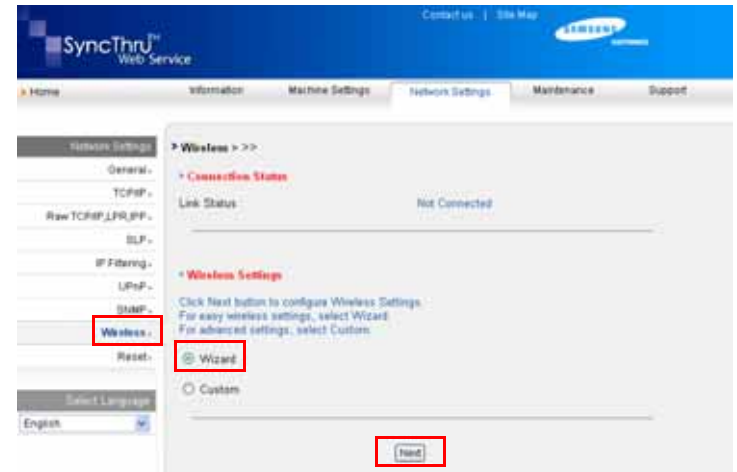 Contact us | Site Map
SAMSUNG
SyncThru™
Web Service
Home
Information
Machine Settings
Network Settings
Maintenance
Support
Network Settings
General
TCP/IP
Raw TCP/IP,LPR,IPP
SLP
IP Filtering
UPnP
SNMP
Wireless
Reset
Select Language
English
Wireless > >>
Connection Status
Link Status Not Connected
Wireless Settings
Click Next button to configure Wireless Settings.
For easy wireless settings, select Wizard.
For advanced settings, select Custom.
Wizard
Custom
Next